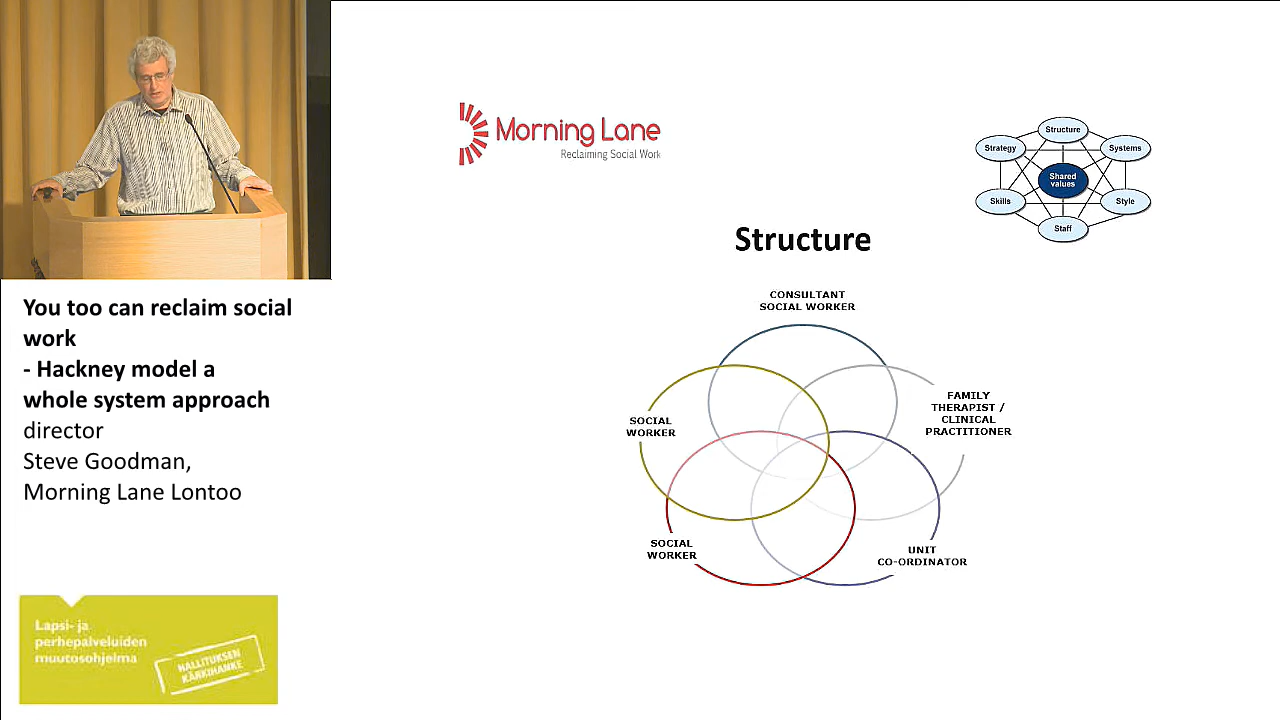 Morning Lane
Reclaiming Social Work
Structure
Strategy
Systems
Shared
values
Skills
Style
Staff
Structure
CONSULTANT
SOCIAL WORKER
FAMILY
THERAPIST /
CLINICAL
PRACTITIONER
SOCIAL
WORKER
SOCIAL
WORKER
UNIT
CO-ORDINATOR
You too can reclaim social
work
- Hackney model a
whole system approach
director
Steve Goodman,
Morning Lane Lontoo
Lapsi- ja
perhepalveluiden
muutosohjelma
HALLITUKSEN
KÄRKIHANKE